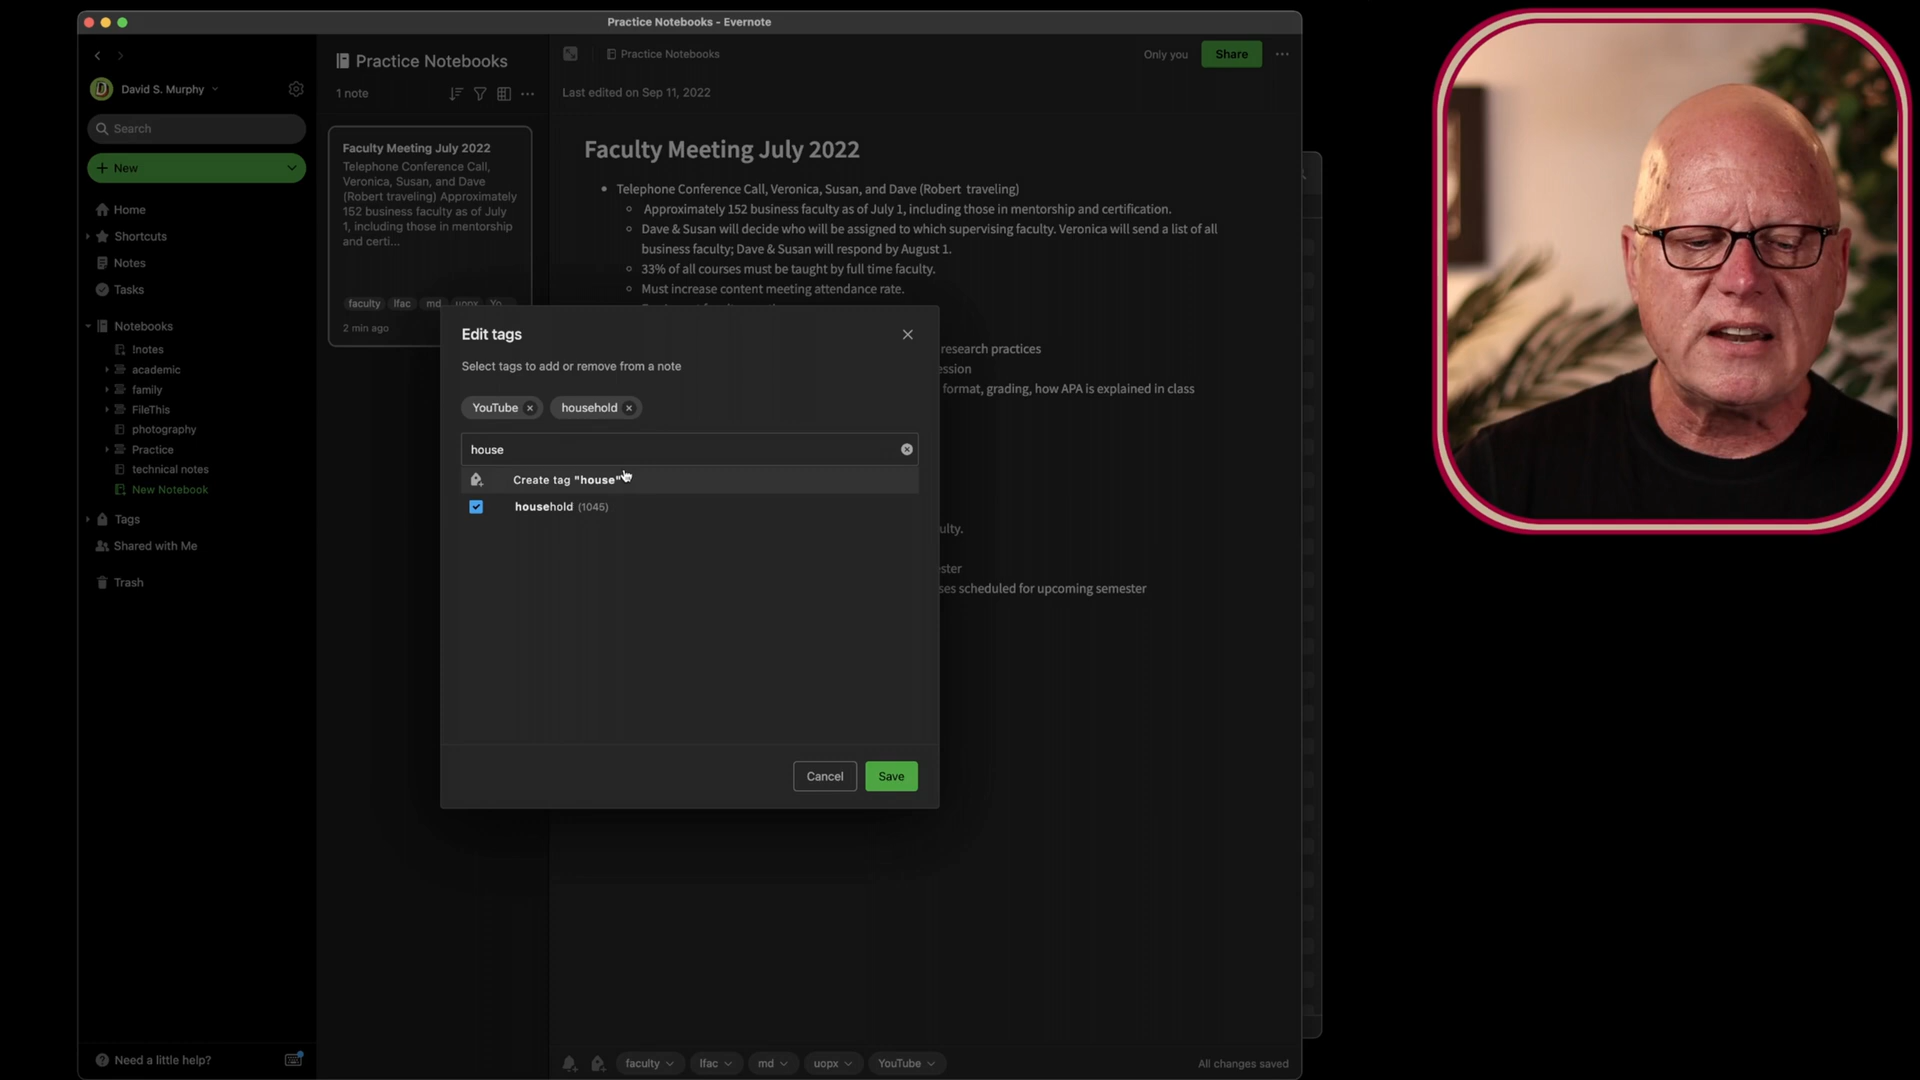 Practice Notebooks - Evernote
David S. Murphy
Search
New
Home
Shortcuts
Notes
Tasks
Notebooks
!notes
academic
family
FileThis
photography
Practice
technical notes
New Notebook
Tags
Shared with Me
Trash
Need a little help?
Practice Notebooks
1 note
Faculty Meeting July 2022
Telephone Conference Call,
Veronica, Susan, and Dave
(Robert traveling) Approximately
152 business faculty as of July
1, including those in mentorship
and certi...
faculty lfac md uopx Yo
2 min ago
Practice Notebooks
Only you
Share
Last edited on Sep 11, 2022
Faculty Meeting July 2022
Telephone Conference Call, Veronica, Susan, and Dave (Robert traveling)
Approximately 152 business faculty as of July 1, including those in mentorship and certification.
Dave & Susan will decide who will be assigned to which supervising faculty. Veronica will send a list of all
business faculty; Dave & Susan will respond by August 1.
33% of all courses must be taught by full time faculty.
Must increase content meeting attendance rate.
research practices
ession
format, grading, how APA is explained in class
ulty.
ester
ses scheduled for upcoming semester
Edit tags
Select tags to add or remove from a note
YouTube household
house
Create tag "house"
household (1045)
Cancel
Save
faculty lfac md uopx YouTube
All changes saved